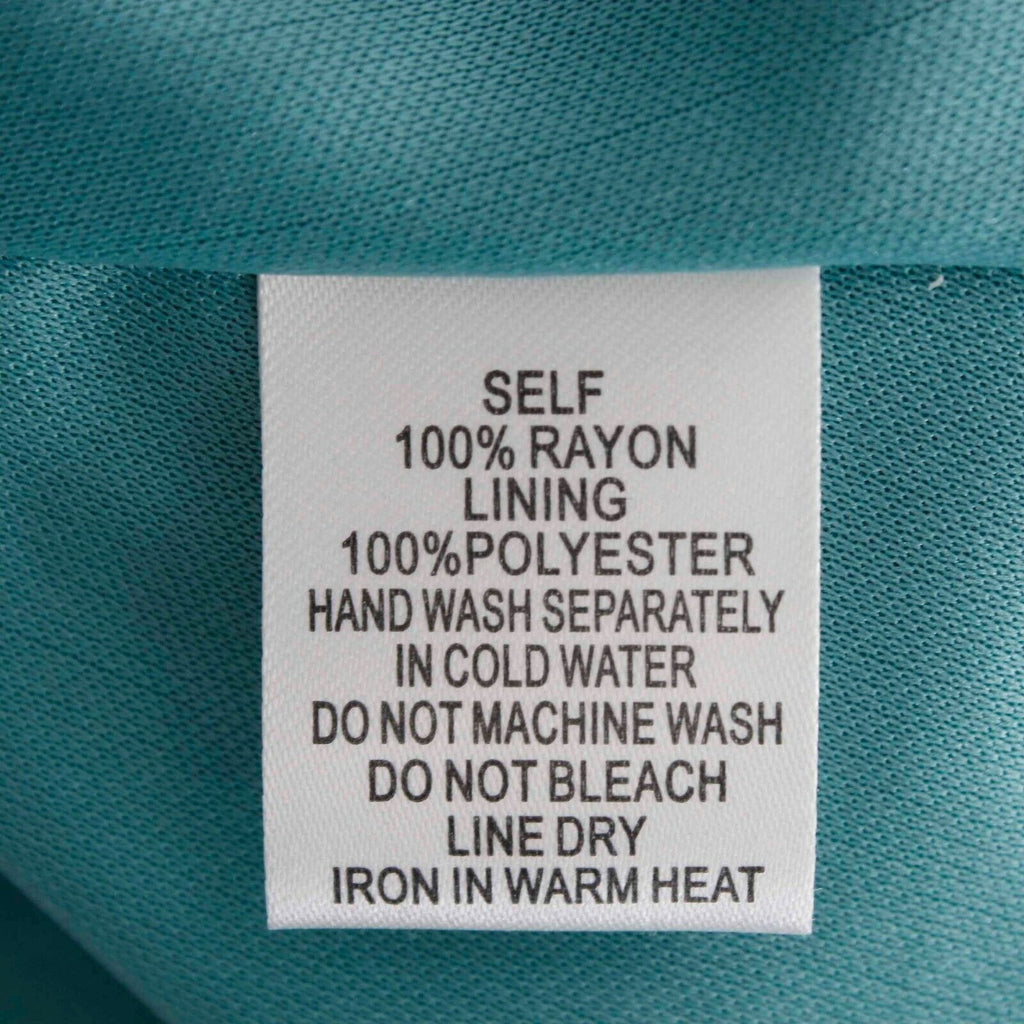 SELF
100% RAYON
LINING
100%POLYESTER
HAND WASH SEPARATELY
IN COLD WATER
DO NOT MACHINE WASH
DO NOT BLEACH
LINE DRY
IRON IN WARM HEAT